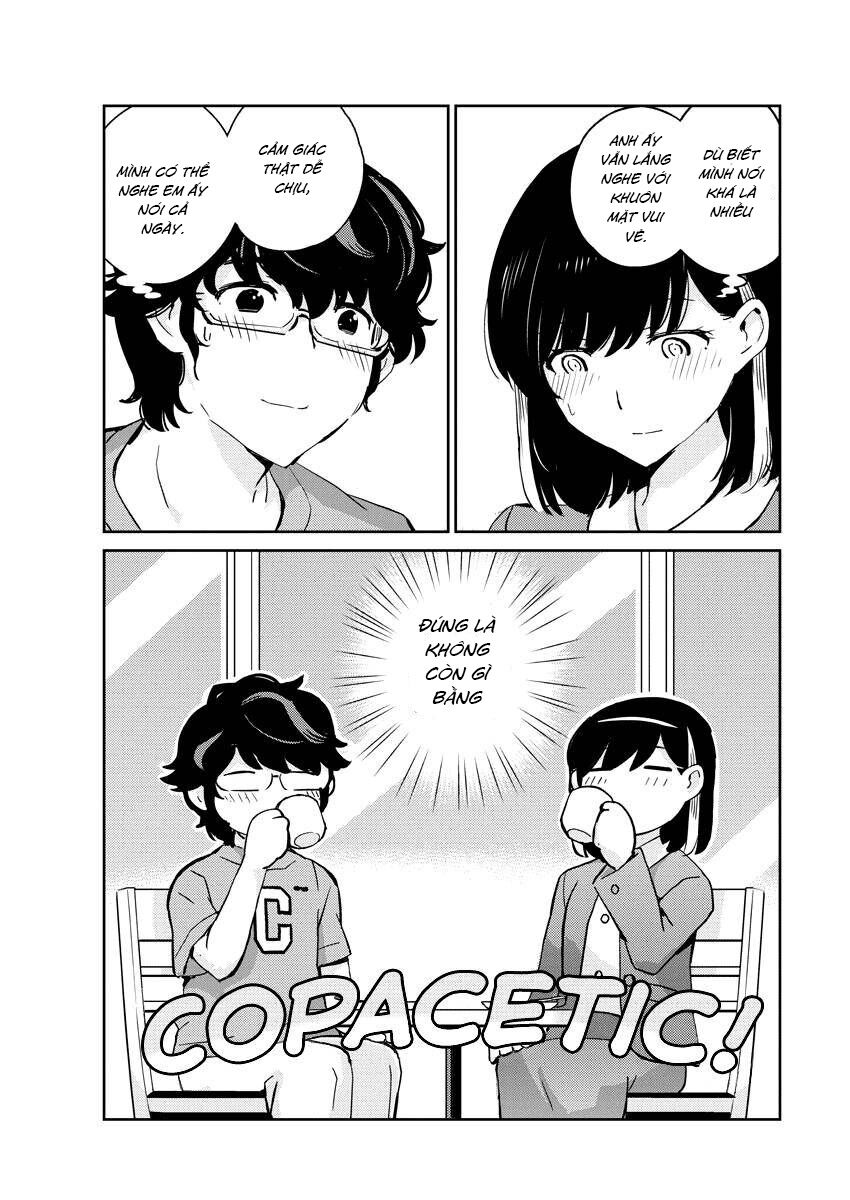 DÙ BIẾT
MÌNH NÓI
KHÁ LÀ
NHIỀU
ANH ẤY
VẪN LẮNG
NGHE VỚI
KHUÔN
MẶT VUI
VẺ.
CẢM GIÁC
THẬT DỄ
CHỊU,
MÌNH CÓ THỂ
NGHE EM ẤY
NÓI CẢ
NGÀY.
ĐÚNG LÀ
KHÔNG
CÒN GÌ
BẰNG
C
COPACETIC!